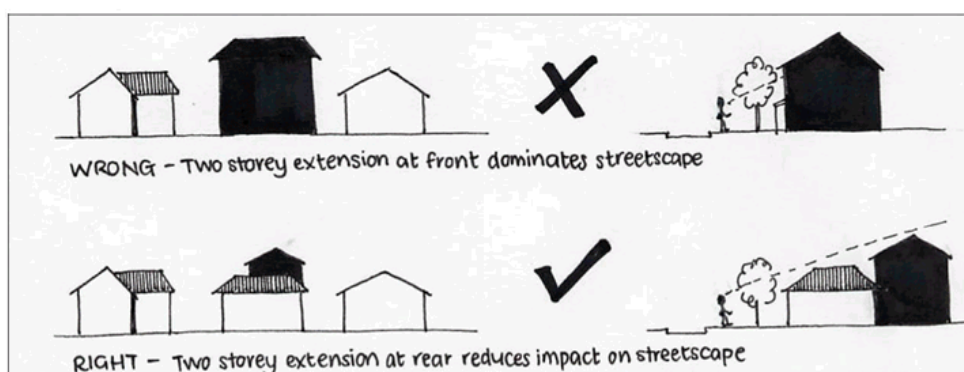 WRONG - TWO STOREY EXTENSION AT FRONT DOMINATES STREETSCAPE
RIGHT - TWO STOREY EXTENSION AT REAR REDUCES IMPACT ON STREETSCAPE